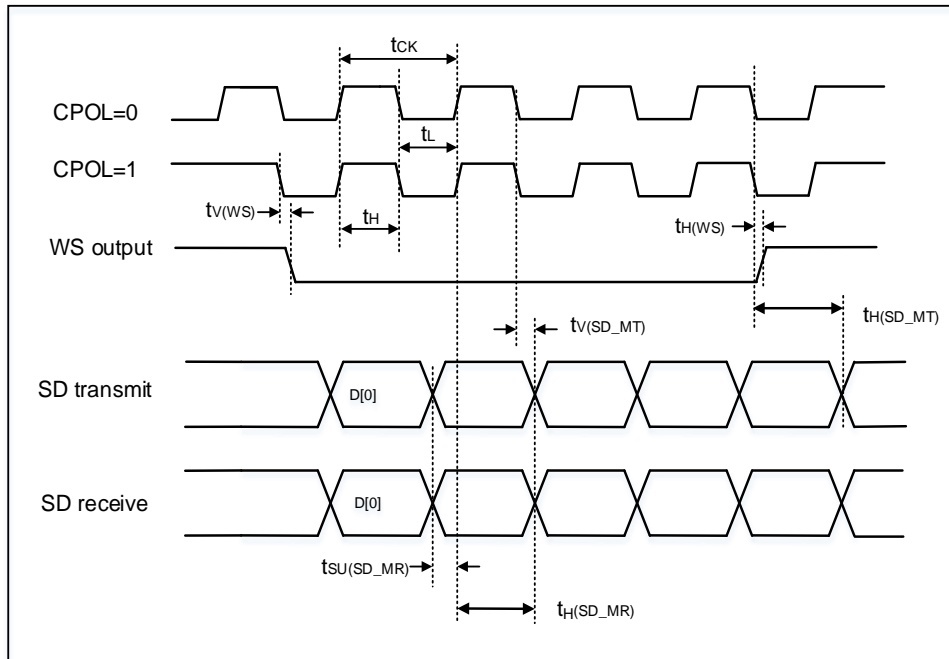 tCK
CPOL=0
tL
CPOL=1
tV(WS)
tH
tH(WS)
WS output
tV(SD_MT)
tH(SD_MT)
SD transmit
D[0]
SD receive
D[0]
tSU(SD_MR)
tH(SD_MR)